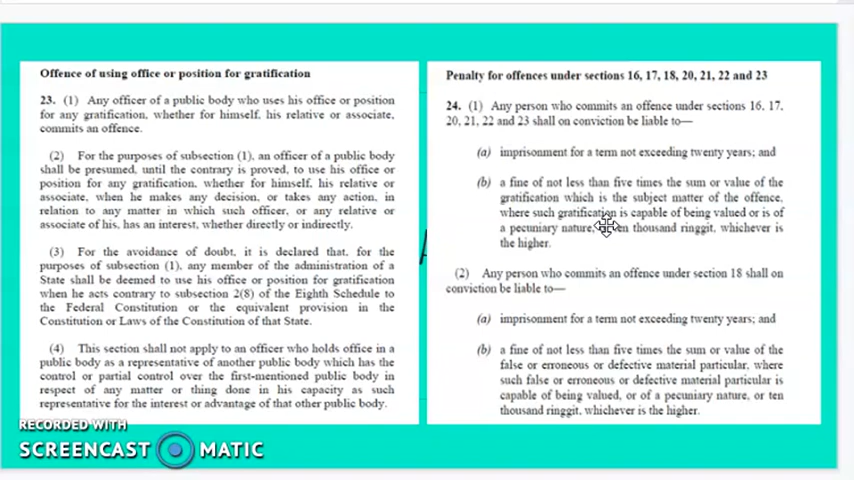 Offence of using office or position for gratification
23. (1) Any officer of a public body who uses his office or position
for any gratification, whether for himself, his relative or associate,
commits an offence.
(2) For the purposes of subsection (1), an officer of a public body
shall be presumed, until the contrary is proved, to use his office or
position for any gratification, whether for himself, his relative or
associate, when he makes any decision, or takes any action, in
relation to any matter in which such officer, or any relative or
associate of his, has an interest, whether directly or indirectly.
(3) For the avoidance of doubt, it is declared that, for the
purposes of subsection (1), any member of the administration of a
State shall be deemed to use his office or position for gratification
when he acts contrary to subsection 2(8) of the Eighth Schedule to
the Federal Constitution or the equivalent provision in the
Constitution or Laws of the Constitution of that State.
(4) This section shall not apply to an officer who holds office in a
public body as a representative of another public body which has the
control or partial control over the first-mentioned public body in
respect of any matter or thing done in his capacity as such
representative for the interest or advantage of that other public body.
Penalty for offences under sections 16, 17, 18, 20, 21, 22 and 23
24. (1) Any person who commits an offence under sections 16, 17,
20, 21, 22 and 23 shall on conviction be liable to—
(a) imprisonment for a term not exceeding twenty years; and
(b) a fine of not less than five times the sum or value of the
gratification which is the subject matter of the offence,
where such gratification is capable of being valued or is of
a pecuniary nature, ten thousand ringgit, whichever is
the higher.
(2) Any person who commits an offence under section 18 shall on
conviction be liable to—
(a) imprisonment for a term not exceeding twenty years; and
(b) a fine of not less than five times the sum or value of the
false or erroneous or defective material particular, where
such false or erroneous or defective material particular is
capable of being valued, or of a pecuniary nature, or ten
thousand ringgit, whichever is the higher.
RECORDED WITH
SCREENCAST MATIC